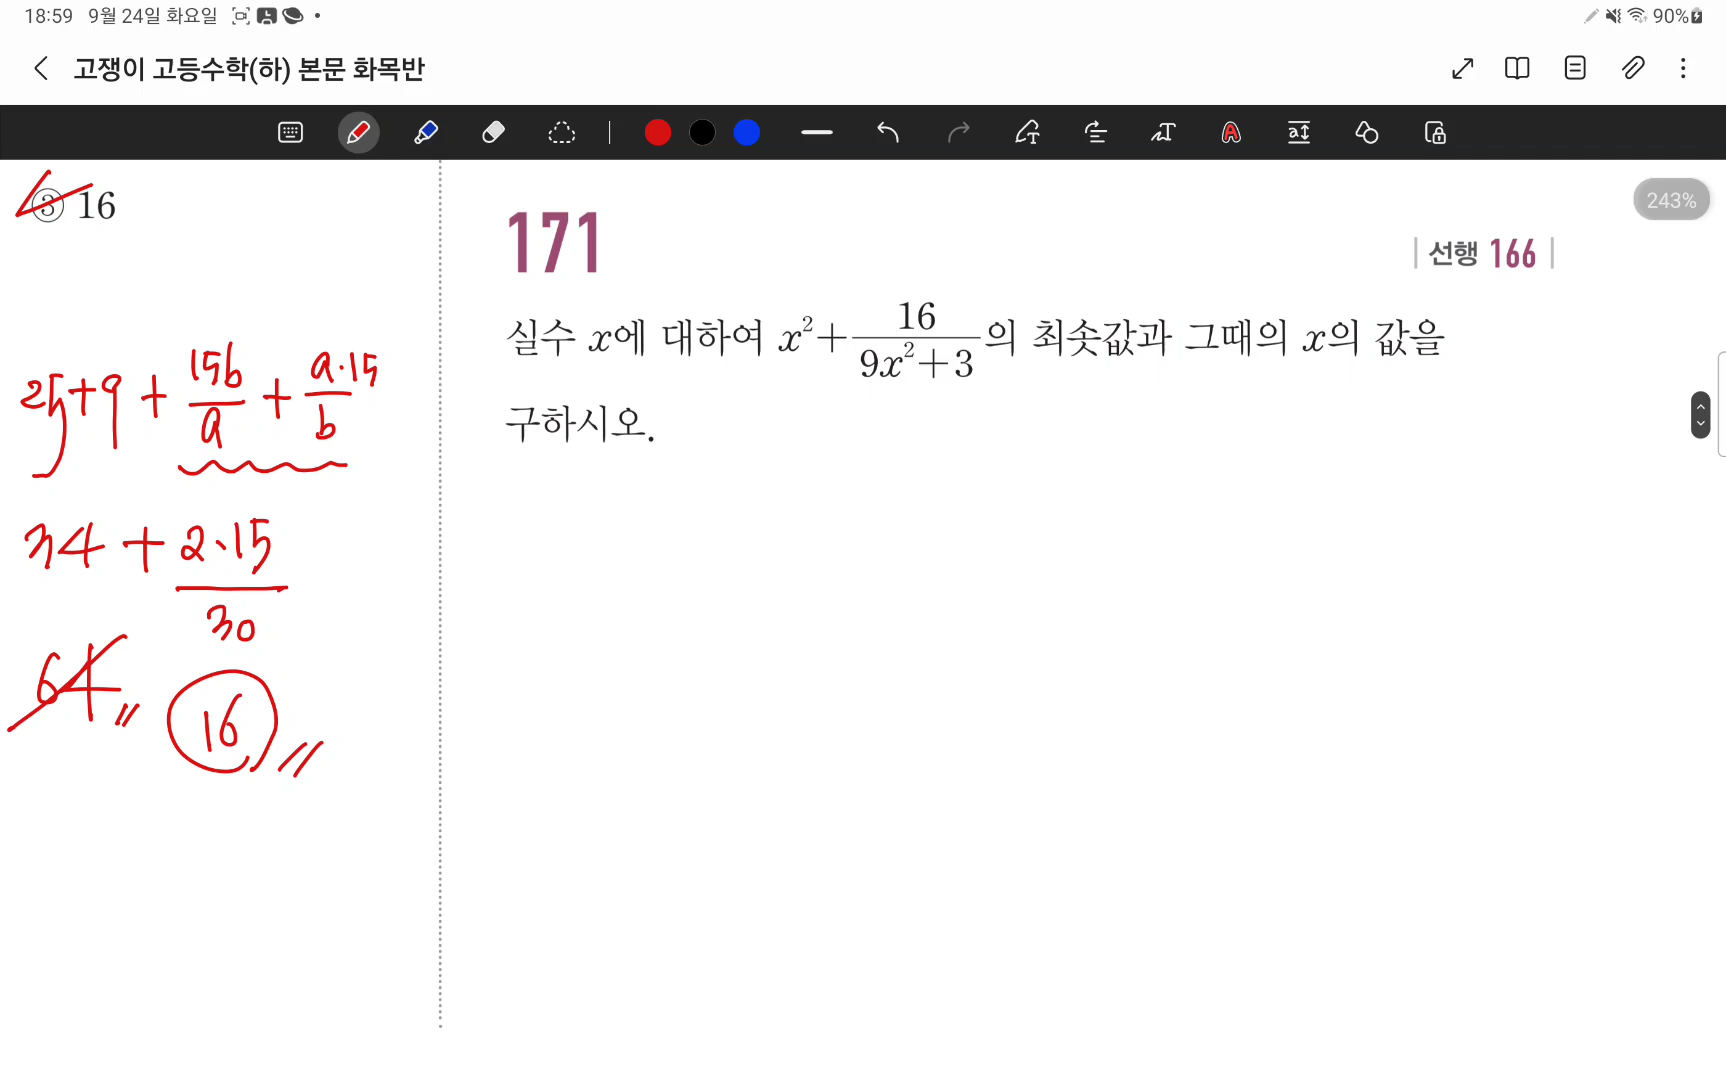 18:59 9월 24일 화요일
90%
고쟁이 고등수학(하) 본문 화목반
③ 16
25+9 + 15b/a + a·15/b
34 + 2·15
30
64
16
243%
171
선행 166
실수 x에 대하여 x²+16/(9x²+3)의 최솟값과 그때의 x의 값을
구하시오.